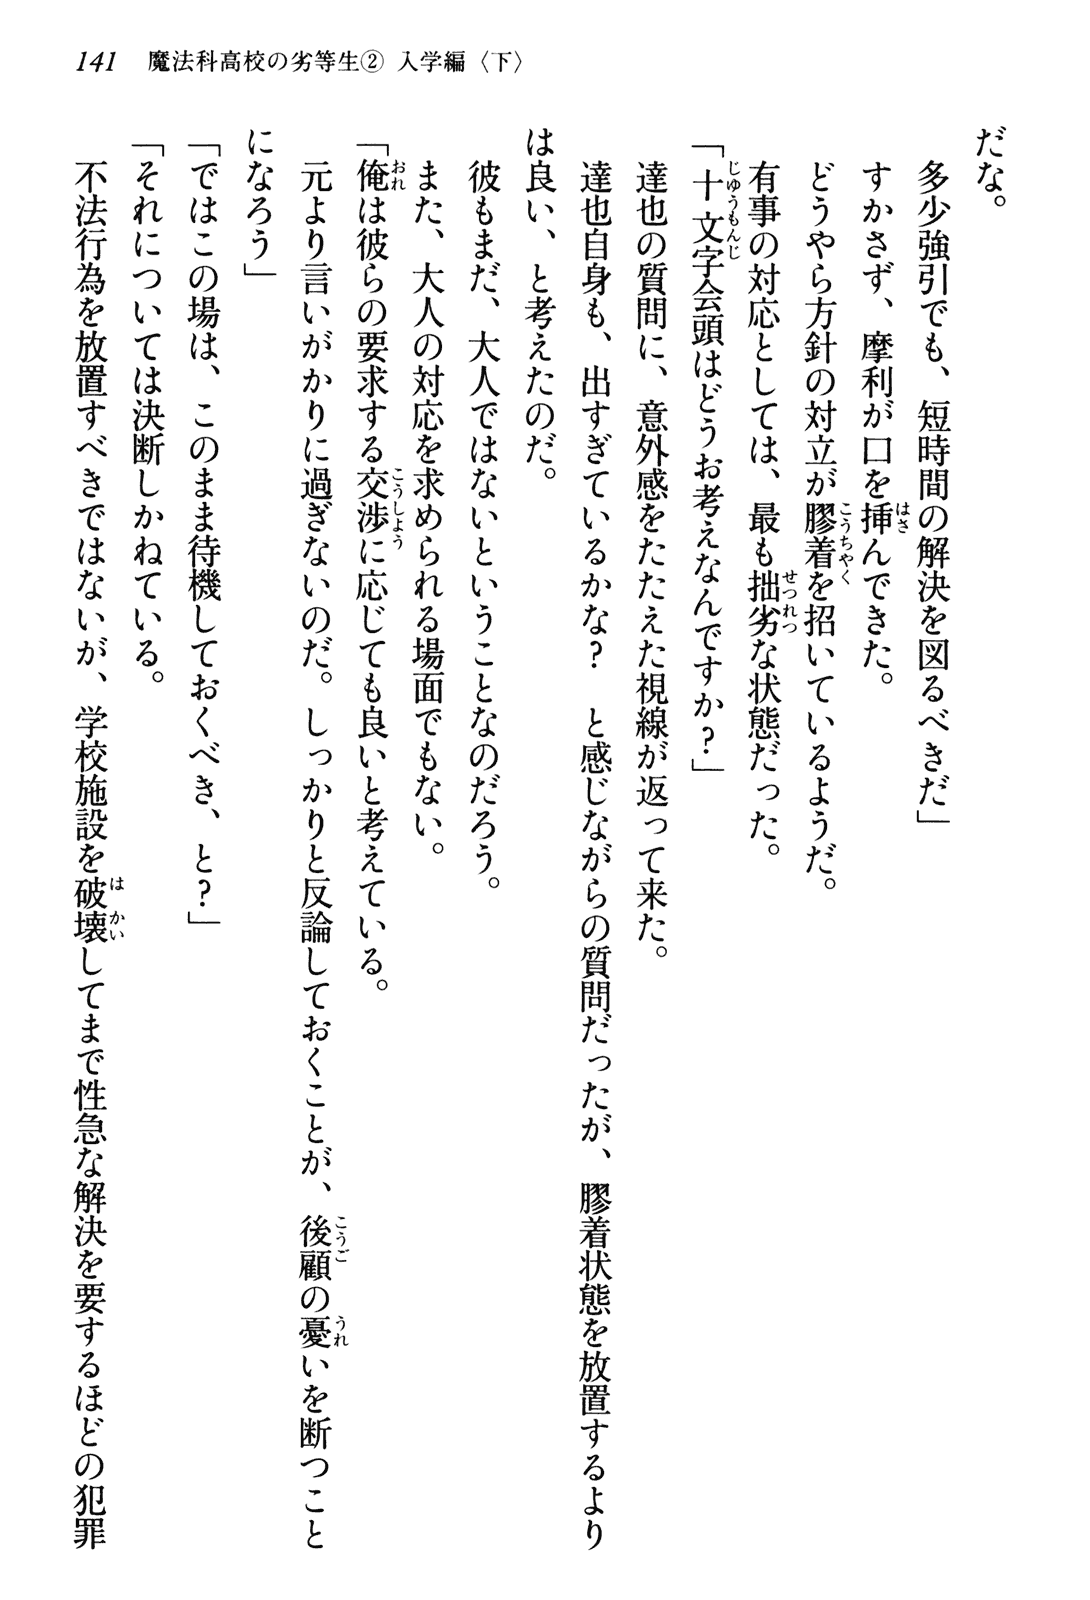 141 魔法科高校の劣等生② 入学編〈下〉
だな。
多少強引でも、短時間の解決を図るべきだ」
すかさず、摩利が口を挿んできた。
どうやら方針の対立が膠着を招いているようだ。
有事の対応としては、最も拙劣な状態だった。
「十文字会頭はどうお考えなんですか？」
達也の質問に、意外感をたたえた視線が返って来た。
達也自身も、出すぎているかな？　と感じながらの質問だったが、膠着状態を放置するより
は良い、と考えたのだ。
彼もまだ、大人ではないということなのだろう。
また、大人の対応を求められる場面でもない。
「俺は彼らの要求する交渉に応じても良いと考えている。
元より言いがかりに過ぎないのだ。しっかりと反論しておくことが、後顧の憂いを断つこと
になろう」
「ではこの場は、このまま待機しておくべき、と？」
「それについては決断しかねている。
不法行為を放置すべきではないが、学校施設を破壊してまで性急な解決を要するほどの犯罪